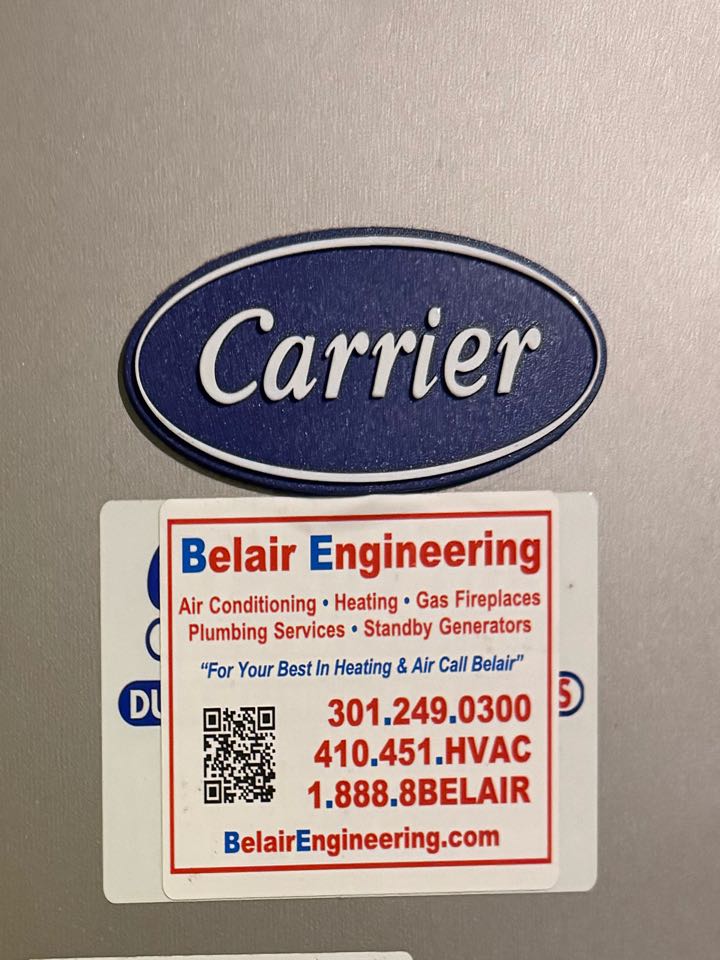 Carrier
Belair Engineering
Air Conditioning • Heating • Gas Fireplaces
Plumbing Services • Standby Generators
“For Your Best In Heating & Air Call Belair”
301.249.0300
410.451.HVAC
1.888.8BELAIR
BelairEngineering.com